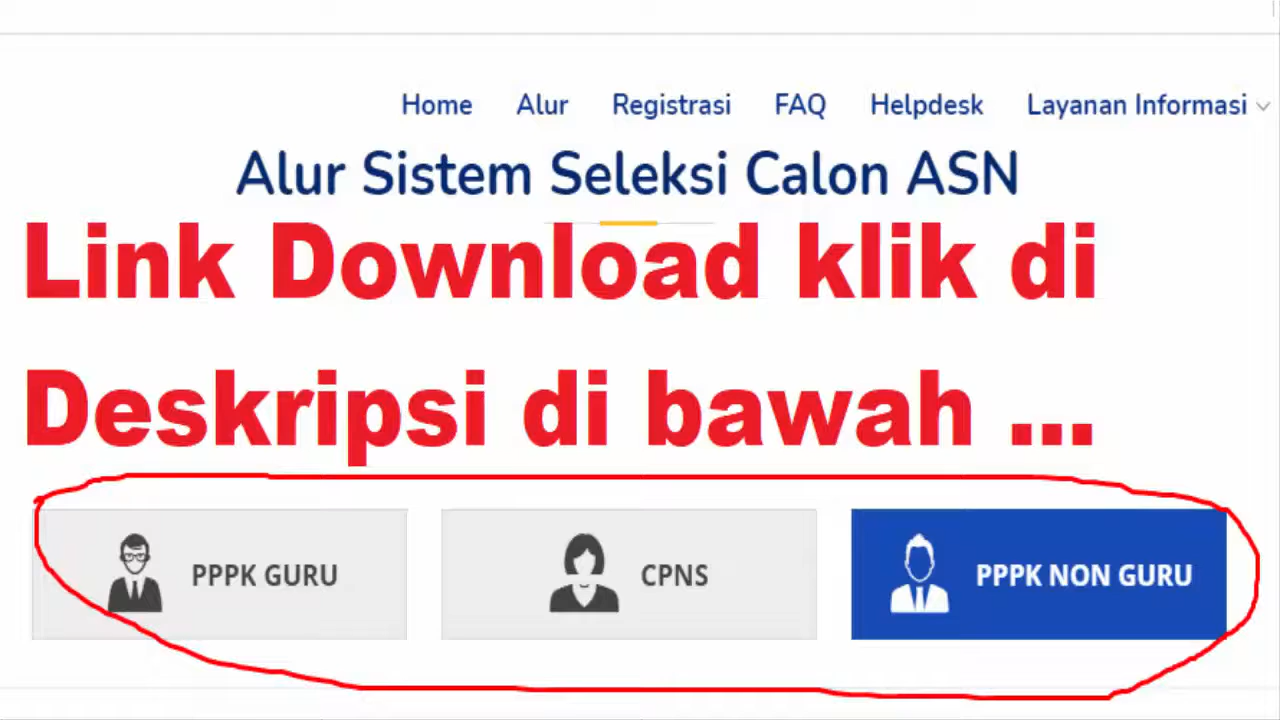 Home Alur Registrasi FAQ Helpdesk Layanan Informasi
Alur Sistem Seleksi Calon ASN
Link Download klik di
Deskripsi di bawah ...
PPPK GURU CPNS PPPK NON GURU